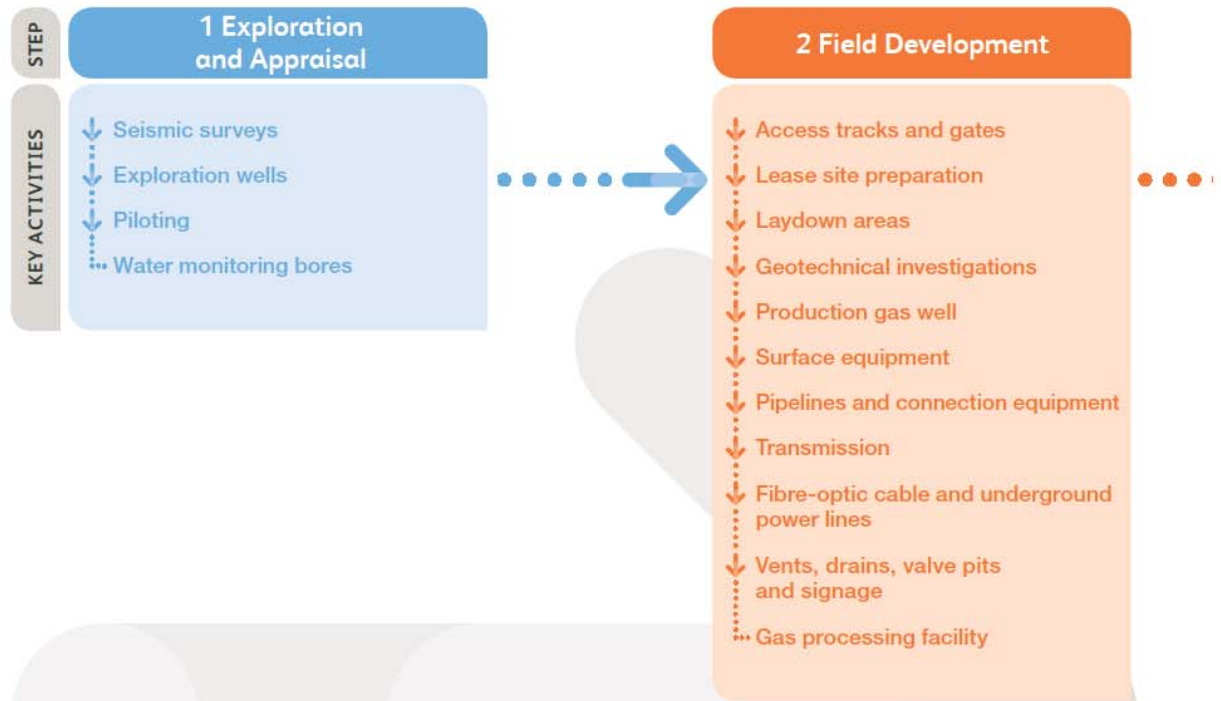 STEP
1 Exploration
and Appraisal
2 Field Development
KEY ACTIVITIES
Seismic surveys
Exploration wells
Piloting
Water monitoring bores
Access tracks and gates
Lease site preparation
Laydown areas
Geotechnical investigations
Production gas well
Surface equipment
Pipelines and connection equipment
Transmission
Fibre-optic cable and underground
power lines
Vents, drains, valve pits
and signage
Gas processing facility